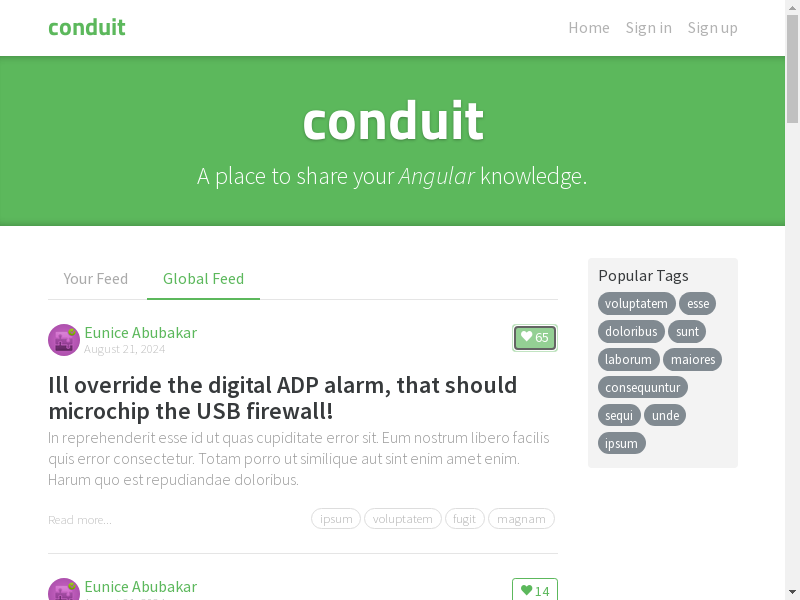 conduit
Home Sign in Sign up
conduit
A place to share your Angular knowledge.
Your Feed Global Feed
Eunice Abubakar
August 21, 2024
65
Ill override the digital ADP alarm, that should
microchip the USB firewall!
In reprehenderit esse id ut quas cupiditate error sit. Eum nostrum libero facilis
quis error consectetur. Totam porro ut similique aut sint enim amet enim.
Harum quo est repudiandae doloribus.
Read more...
ipsum voluptatem fugit magnam
Eunice Abubakar
14
Popular Tags
voluptatem esse
doloribus sunt
laborum maiores
consequuntur
sequi unde
ipsum